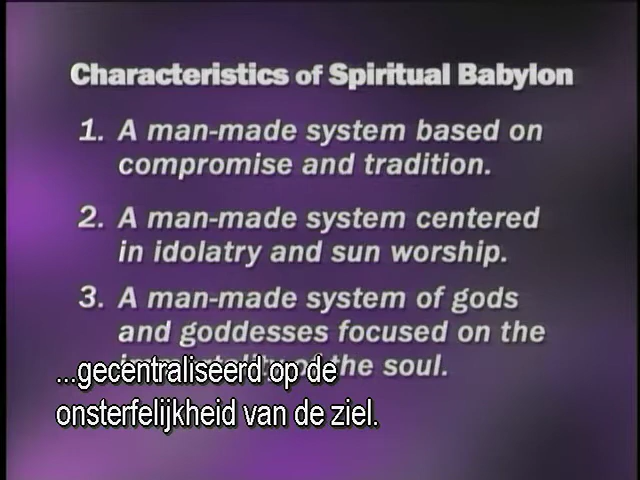 Characteristics of Spiritual Babylon
1. A man-made system based on
compromise and tradition.
2. A man-made system centered
in idolatry and sun worship.
3. A man-made system of gods
and goddesses focused on the
the soul.
...gecentraliseerd op de
onsterfelijkheid van de ziel.